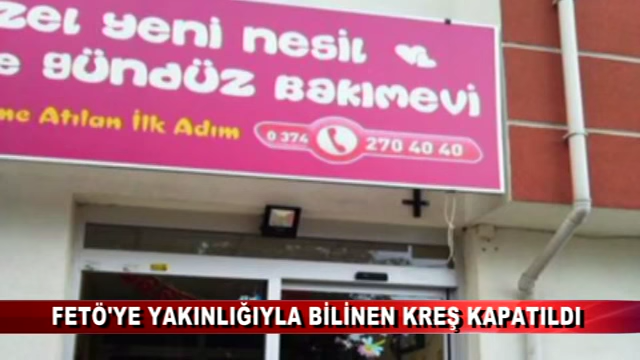 zel yeni nesil
e gündüz Bakımevi
me Atılan İlk Adım
0 374 270 40 40
FETÖ'YE YAKINLIĞIYLA BİLİNEN KREŞ KAPATILDI